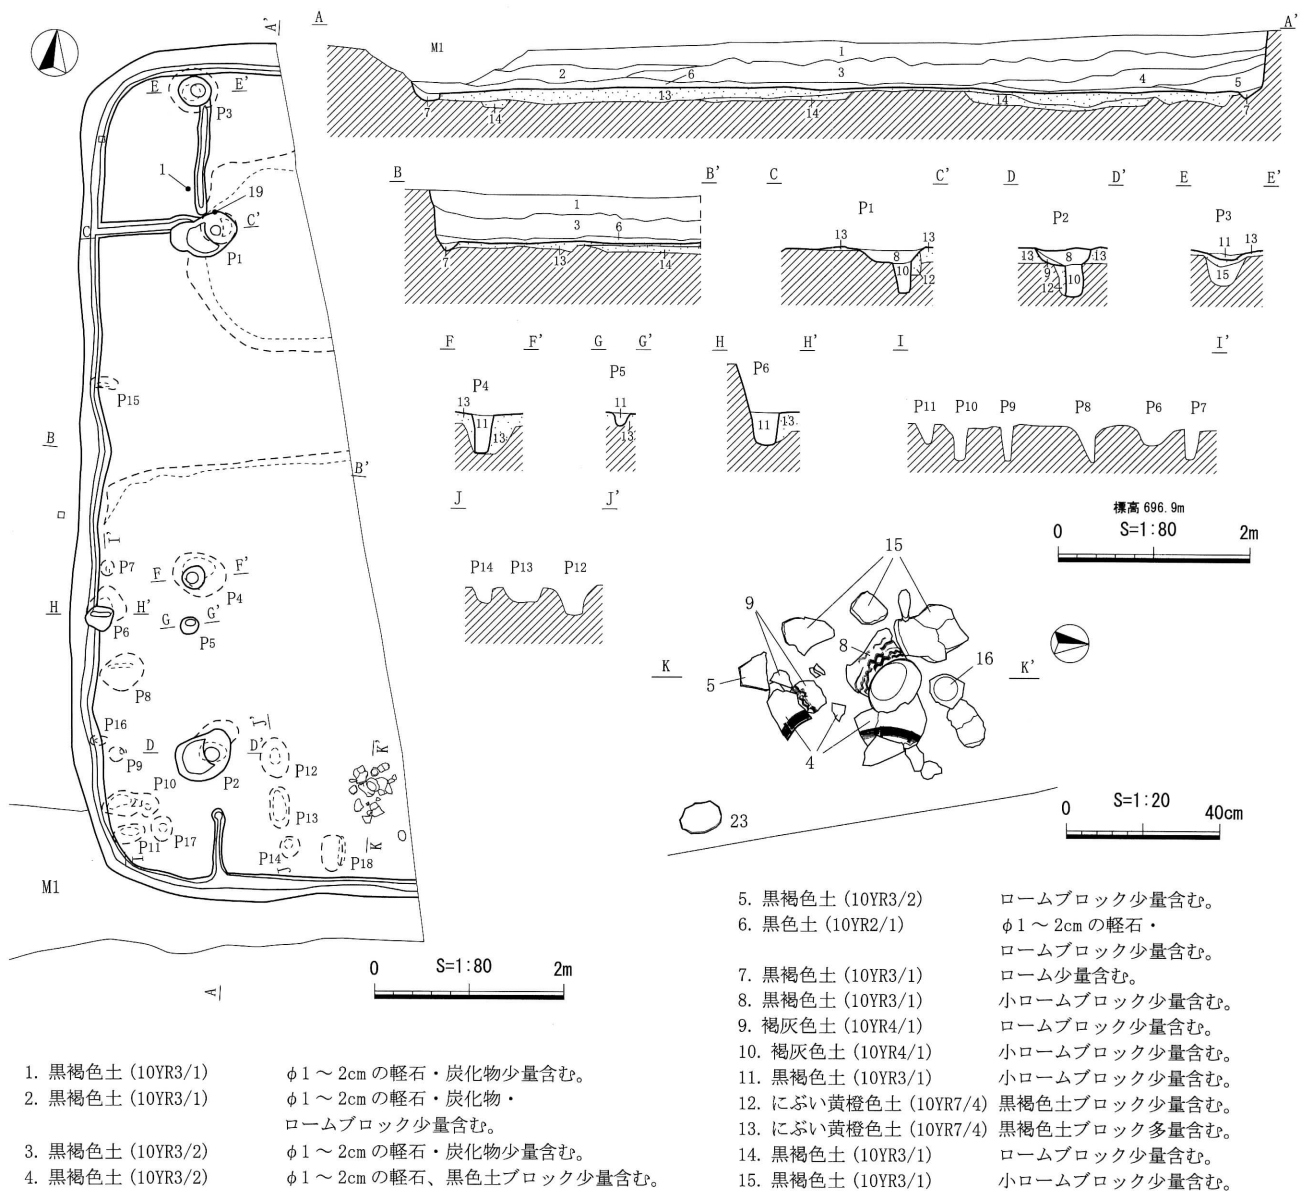 A'
A
A'
M1
1
2
6
3
4
5
7
13
14
14
14
7
E
E'
P3
1
19
C
C'
P1
B
B'
1
3
6
7
13
14
C
C'
P1
13
8
13
10
12
D
D'
P2
13
8
13
9
10
12
E
E'
P3
11
13
15
F
F'
P4
13
11
13
G
G'
P5
11
13
H
H'
P6
11
13
I
I'
P11 P10 P9 P8 P6 P7
J
J'
P14 P13 P12
標高 696.9m
S=1:80
0 2m
P15
B
B'
I'
P7
F
F'
P4
H
H'
G
G'
P6
P5
P8
P16
D
D'
J'
P9
P2
P12
K'
P10
P13
P11
P17
I
P14
J
P18
K
M1
A
S=1:80
0 2m
15
9
8
K
K'
5
16
4
23
S=1:20
0 40cm
1. 黒褐色土 (10YR3/1) φ1～2cm の軽石・炭化物少量含む。
2. 黒褐色土 (10YR3/1) φ1～2cm の軽石・炭化物・
ロームブロック少量含む。
3. 黒褐色土 (10YR3/2) φ1～2cm の軽石・炭化物少量含む。
4. 黒褐色土 (10YR3/2) φ1～2cm の軽石、黒色土ブロック少量含む。
5. 黒褐色土 (10YR3/2) ロームブロック少量含む。
6. 黒色土 (10YR2/1) φ1～2cm の軽石・
ロームブロック少量含む。
7. 黒褐色土 (10YR3/1) ローム少量含む。
8. 黒褐色土 (10YR3/1) 小ロームブロック少量含む。
9. 褐灰色土 (10YR4/1) ロームブロック少量含む。
10. 褐灰色土 (10YR4/1) 小ロームブロック少量含む。
11. 黒褐色土 (10YR3/1) 小ロームブロック少量含む。
12. にぶい黄橙色土 (10YR7/4) 黒褐色土ブロック少量含む。
13. にぶい黄橙色土 (10YR7/4) 黒褐色土ブロック多量含む。
14. 黒褐色土 (10YR3/1) ロームブロック少量含む。
15. 黒褐色土 (10YR3/1) 小ロームブロック少量含む。